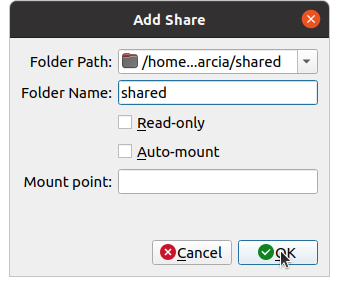 Add Share
Folder Path: /home...arcia/shared
Folder Name: shared
Read-only
Auto-mount
Mount point:
Cancel OK